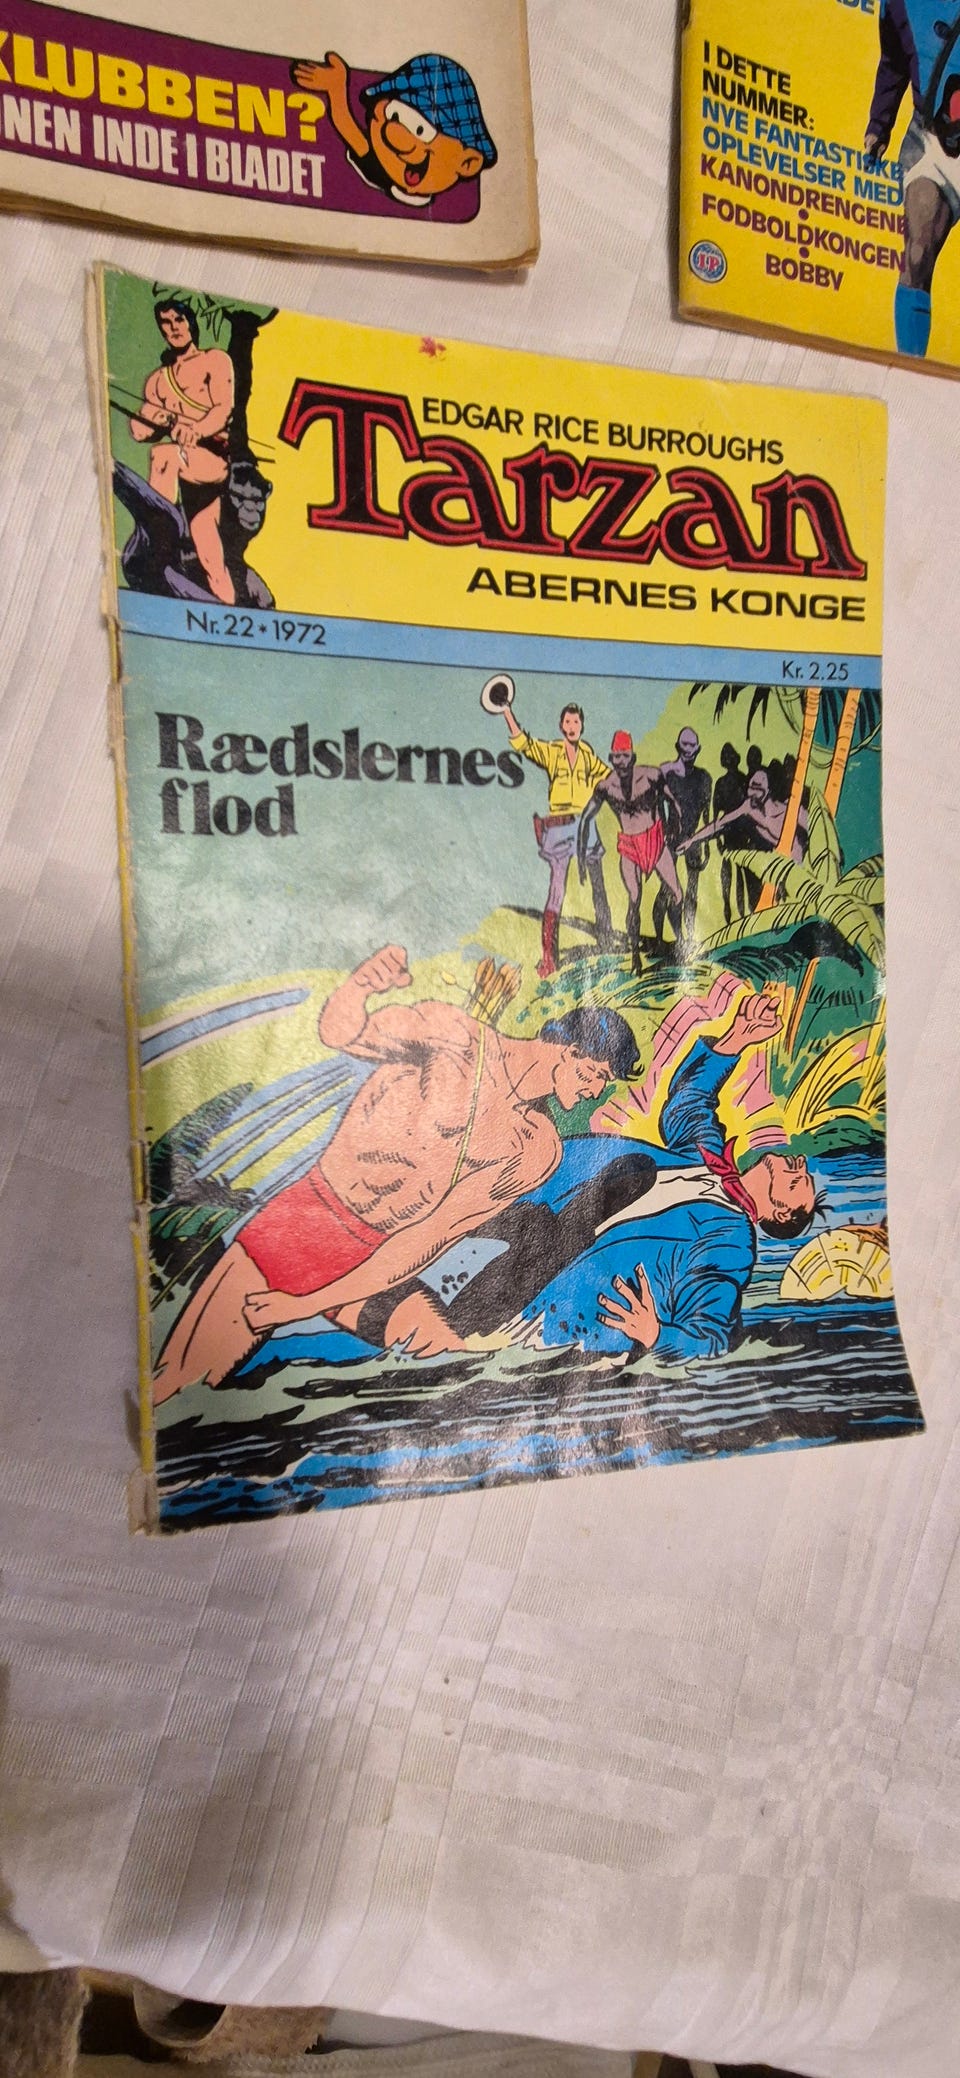 KLUBBEN?
NEN INDE I BLADET
I DETTE
NUMMER:
NYE FANTASTISKE
OPLEVELSER MED
KANONDRENGENE
FODBOLDKONGEN
BOBBY
I.P.
EDGAR RICE BURROUGHS
Tarzan
ABERNES KONGE
Nr. 22 * 1972
Kr. 2.25
Rædslernes
flod